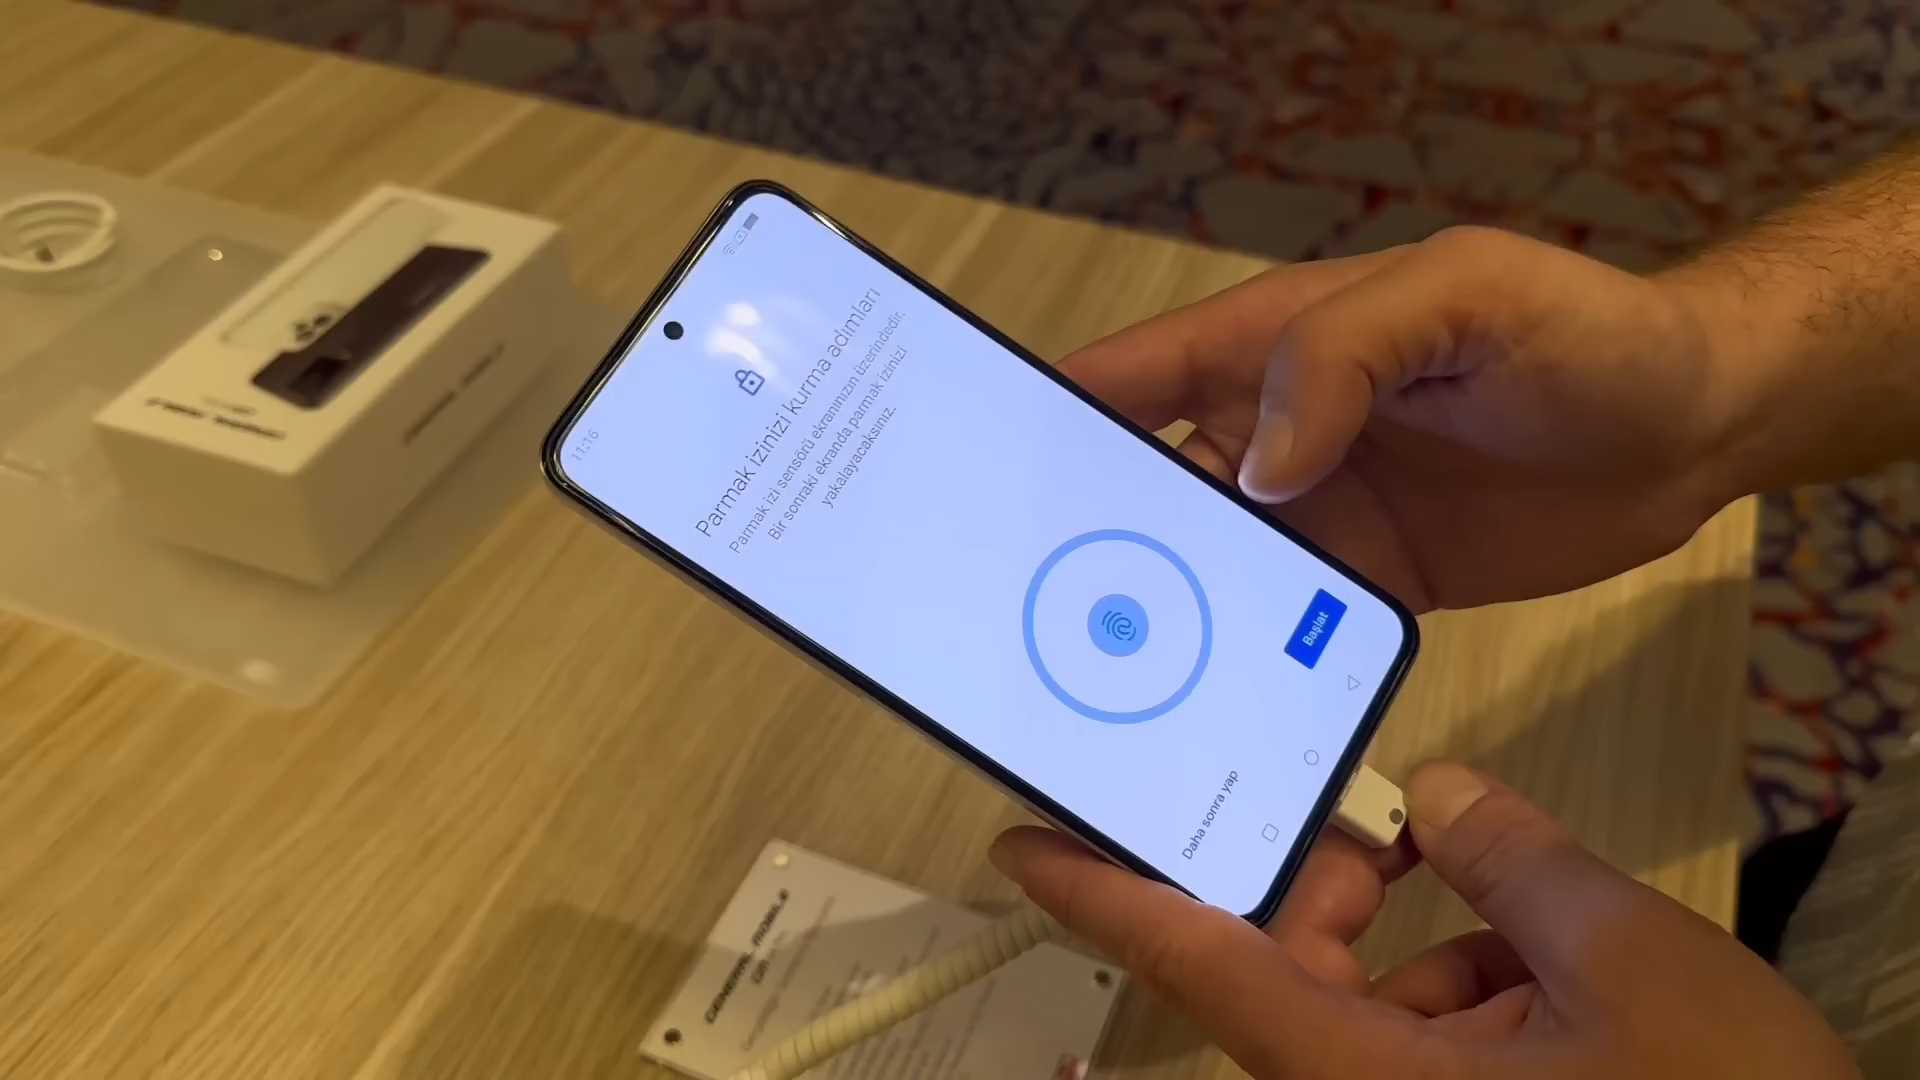 11:16
Parmak izinizi kurma adımları
Parmak izi sensörü ekranınızın üzerindedir.
Bir sonraki ekranda parmak izinizi
yakalayacaksınız.
Başlat
Daha sonra yap
GENERAL MOBILE